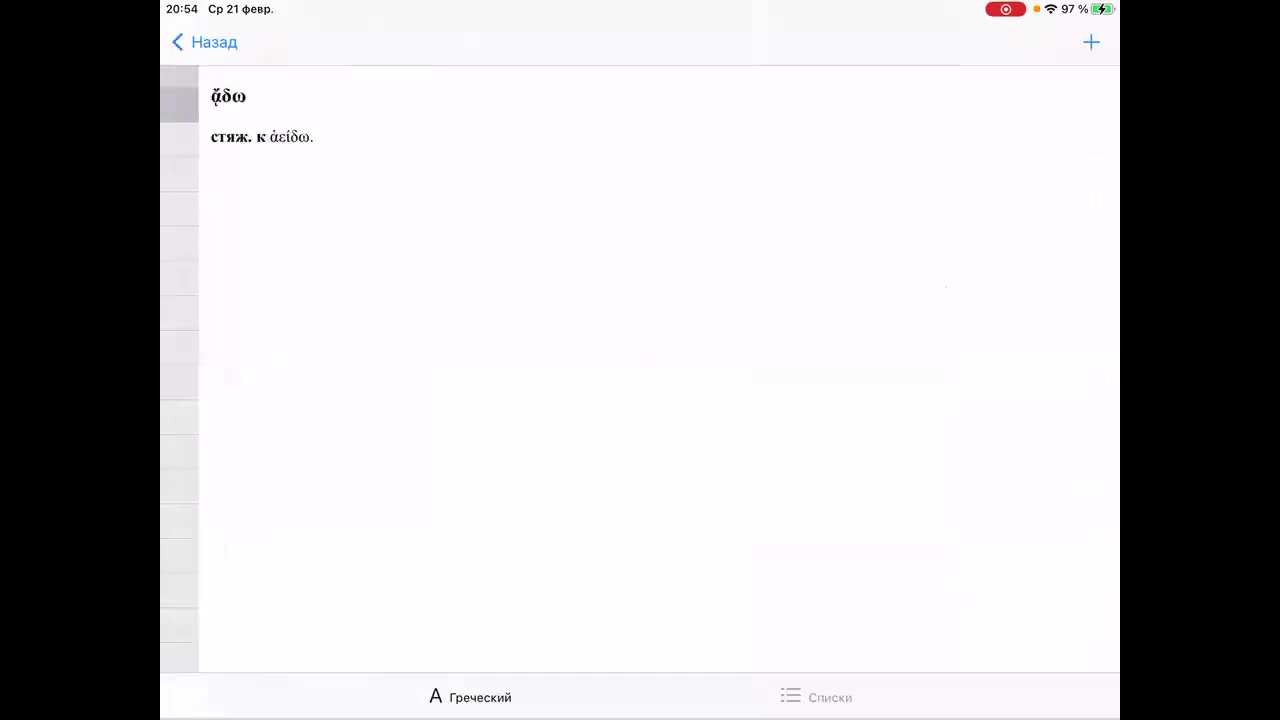 20:54 Ср 21 февр. 97 %
Назад
ᾄδω
стяж. к ἀείδω.
A Греческий Списки